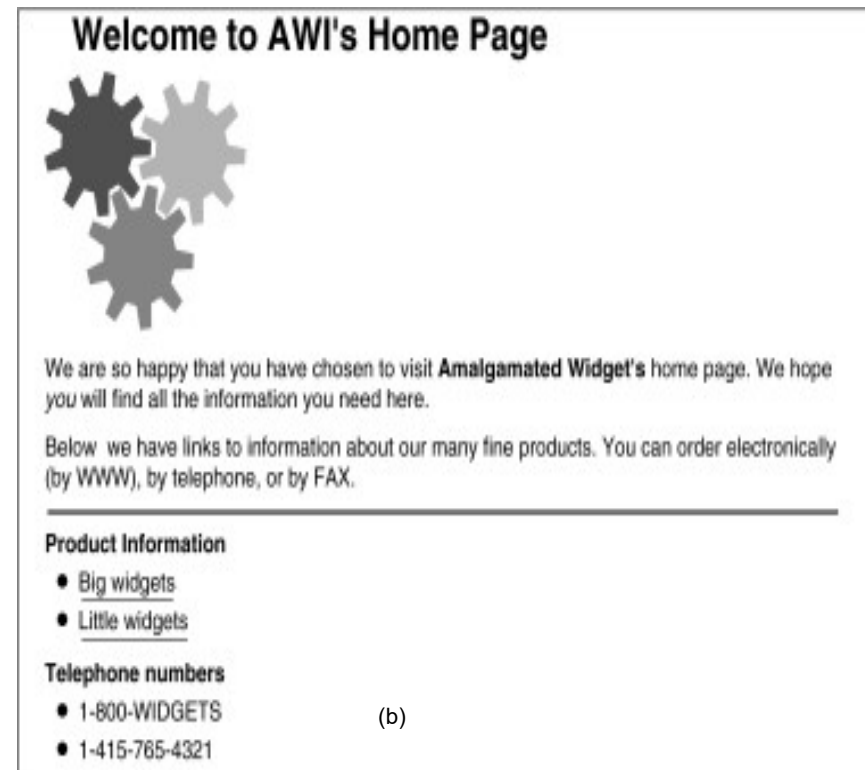 Welcome to AWI's Home Page
We are so happy that you have chosen to visit Amalgamated Widget's home page. We hope
you will find all the information you need here.
Below we have links to information about our many fine products. You can order electronically
(by WWW), by telephone, or by FAX.
Product Information
Big widgets
Little widgets
Telephone numbers
1-800-WIDGETS
(b)
1-415-765-4321